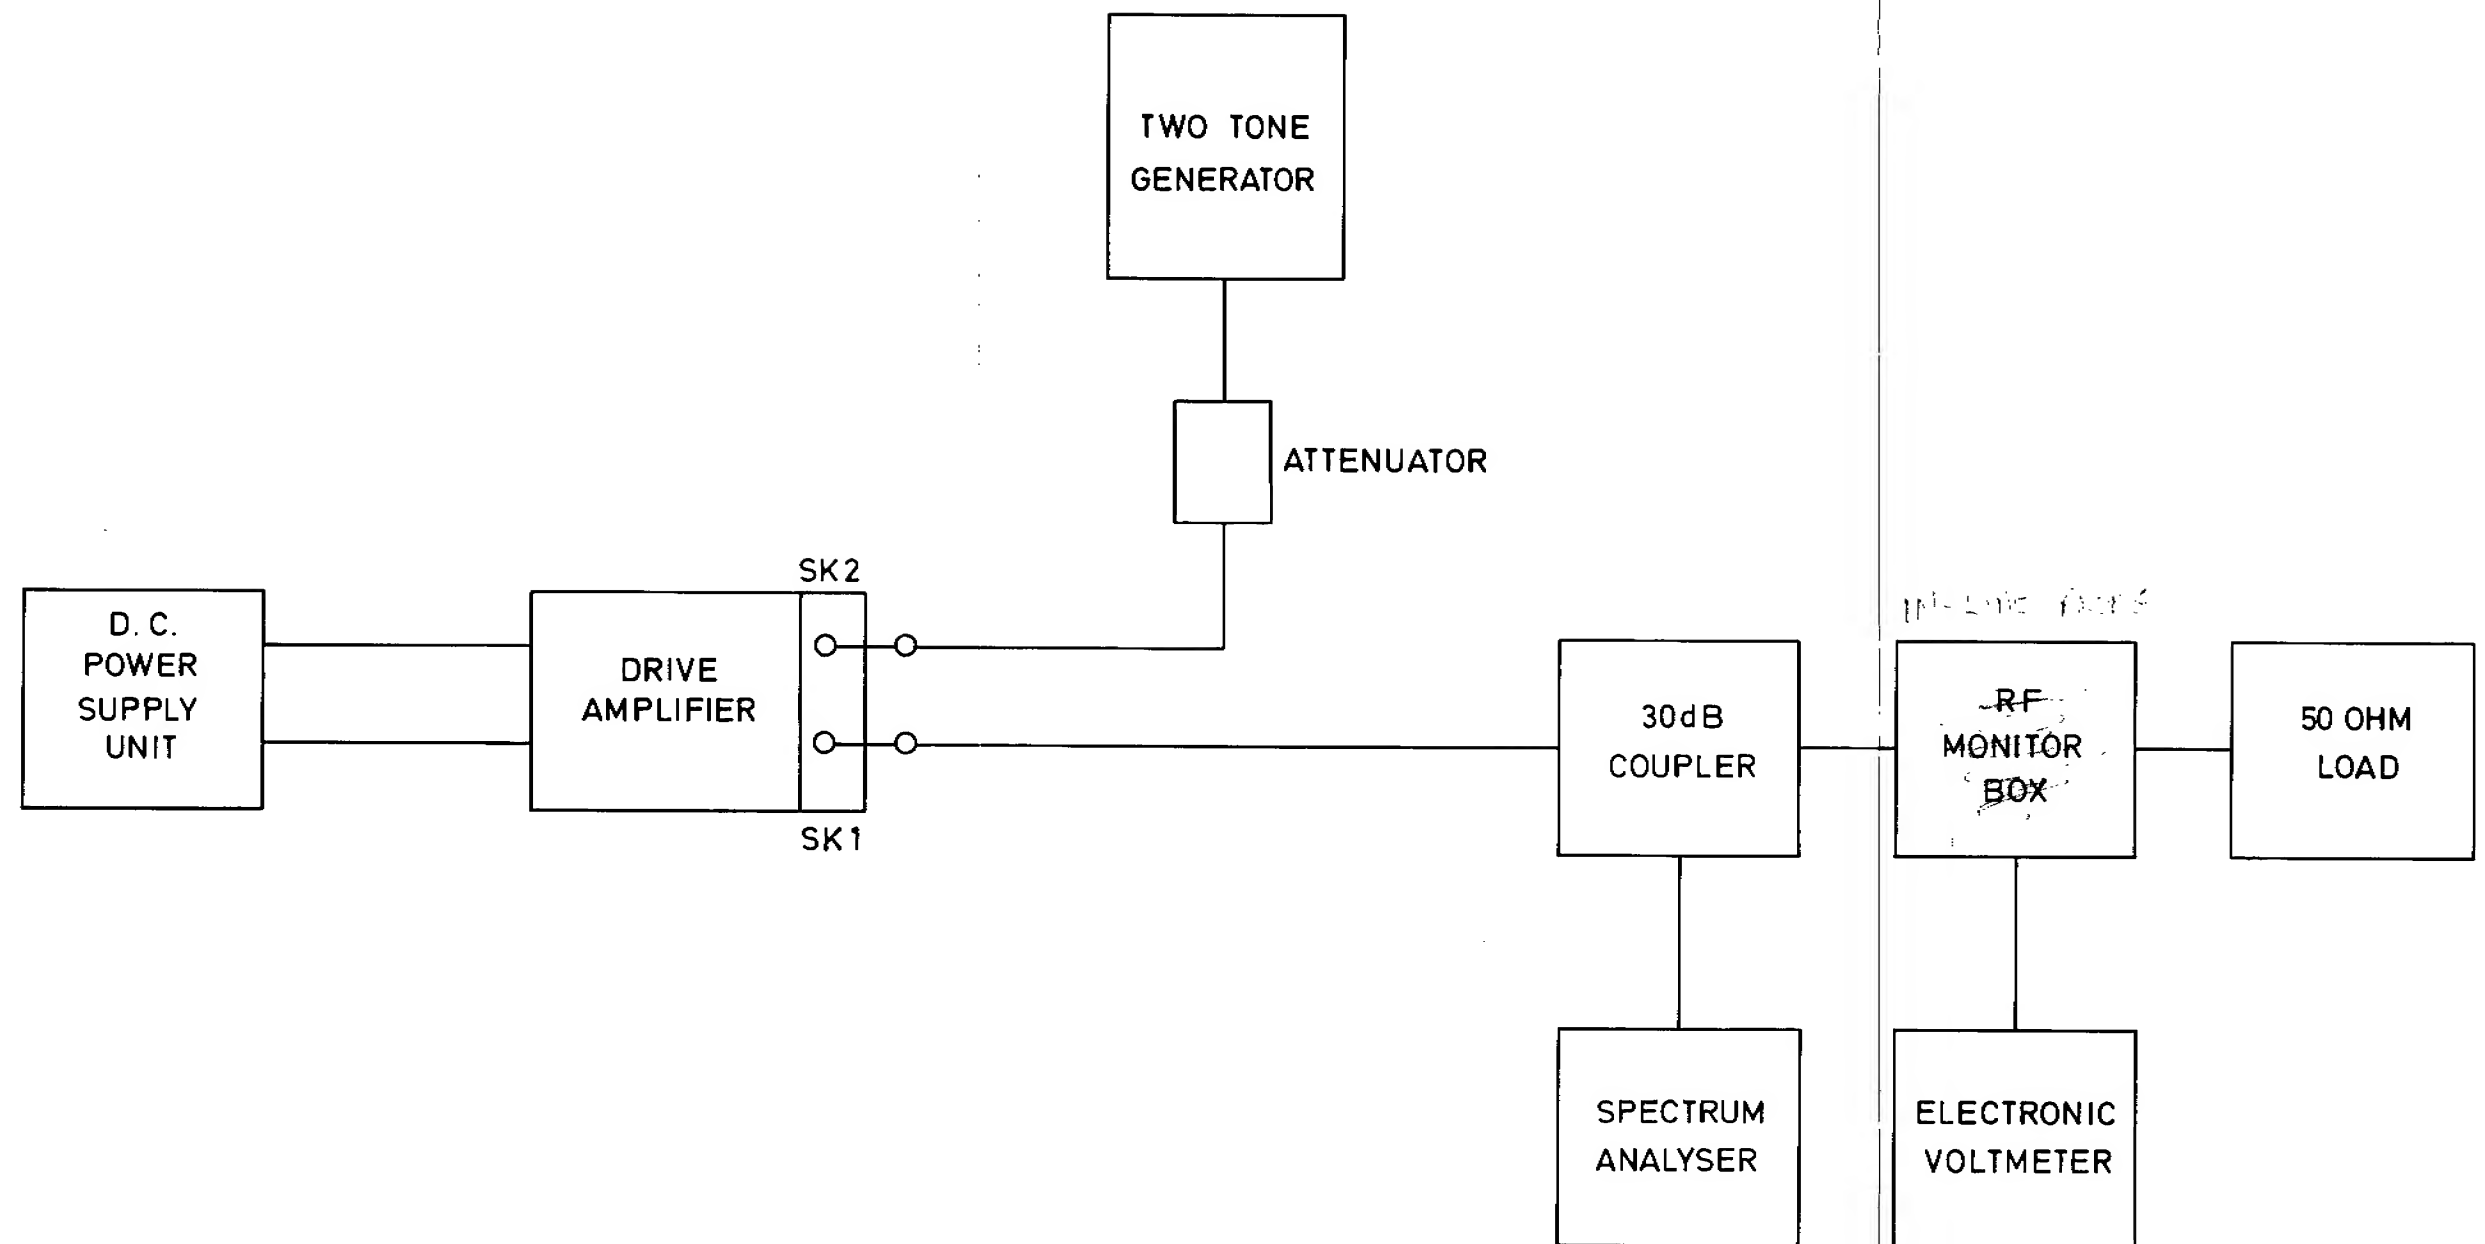 TWO TONE
GENERATOR
ATTENUATOR
SK2
D. C.
POWER
SUPPLY
UNIT
DRIVE
AMPLIFIER
SK1
30dB
COUPLER
RF
MONITOR
BOX
50 OHM
LOAD
SPECTRUM
ANALYSER
ELECTRONIC
VOLTMETER